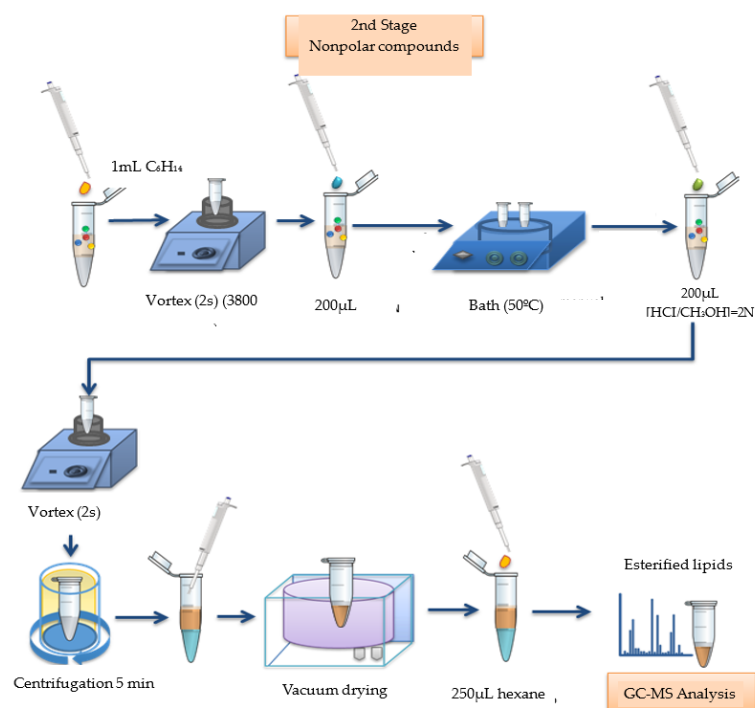 2nd Stage
Nonpolar compounds
1mL C₆H₁₄
Vortex (2s) (3800
200µL
Bath (50ºC)
200µL
[HCl/CH₃OH]=2N
Vortex (2s)
Centrifugation 5 min
Vacuum drying
250µL hexane
Esterified lipids
GC-MS Analysis